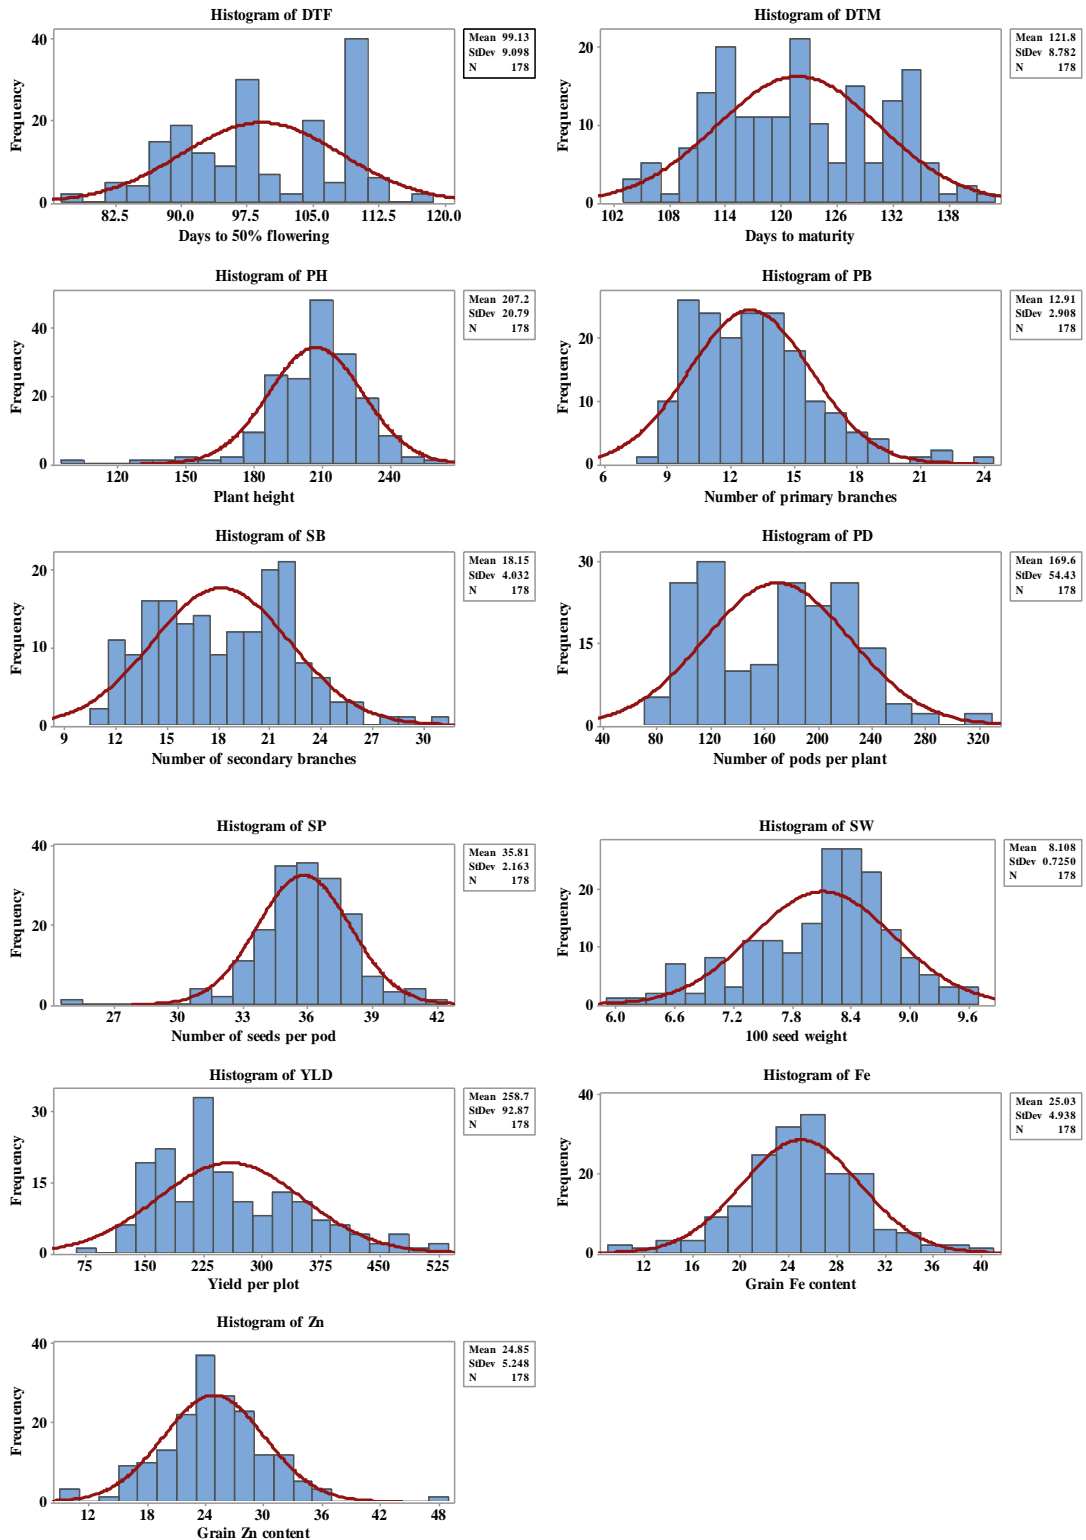 Histogram of DTF
40
20
0
Frequency
82.5 90.0 97.5 105.0 112.5 120.0
Days to 50% flowering
Mean 99.13
StDev 9.098
N 178
Histogram of DTM
20
10
0
Frequency
102 108 114 120 126 132 138
Days to maturity
Mean 121.8
StDev 8.782
N 178
Histogram of PH
40
20
0
Frequency
120 150 180 210 240
Plant height
Mean 207.2
StDev 20.79
N 178
Histogram of PB
20
10
0
Frequency
6 9 12 15 18 21 24
Number of primary branches
Mean 12.91
StDev 2.908
N 178
Histogram of SB
20
10
0
Frequency
9 12 15 18 21 24 27 30
Number of secondary branches
Mean 18.15
StDev 4.032
N 178
Histogram of PD
30
15
0
Frequency
40 80 120 160 200 240 280 320
Number of pods per plant
Mean 169.6
StDev 54.43
N 178
Histogram of SP
40
20
0
Frequency
27 30 33 36 39 42
Number of seeds per pod
Mean 35.81
StDev 2.163
N 178
Histogram of SW
20
10
0
Frequency
6.0 6.6 7.2 7.8 8.4 9.0 9.6
100 seed weight
Mean 8.108
StDev 0.7250
N 178
Histogram of YLD
30
15
0
Frequency
75 150 225 300 375 450 525
Yield per plot
Mean 258.7
StDev 92.87
N 178
Histogram of Fe
40
20
0
Frequency
12 16 20 24 28 32 36 40
Grain Fe content
Mean 25.03
StDev 4.938
N 178
Histogram of Zn
40
20
0
Frequency
12 18 24 30 36 42 48
Grain Zn content
Mean 24.85
StDev 5.248
N 178